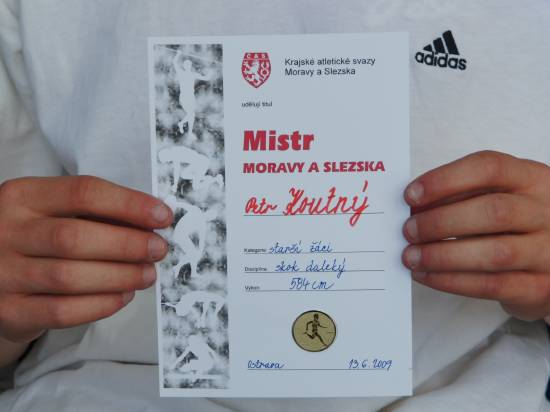 adidas
ČAS
Krajské atletické svazy
Moravy a Slezska
udělují titul
Mistr
MORAVY A SLEZSKA
Petr Koutný
Kategorie starší žáci
Disciplína skok daleký
Výkon 584 cm
Ostrava 13.6.2009